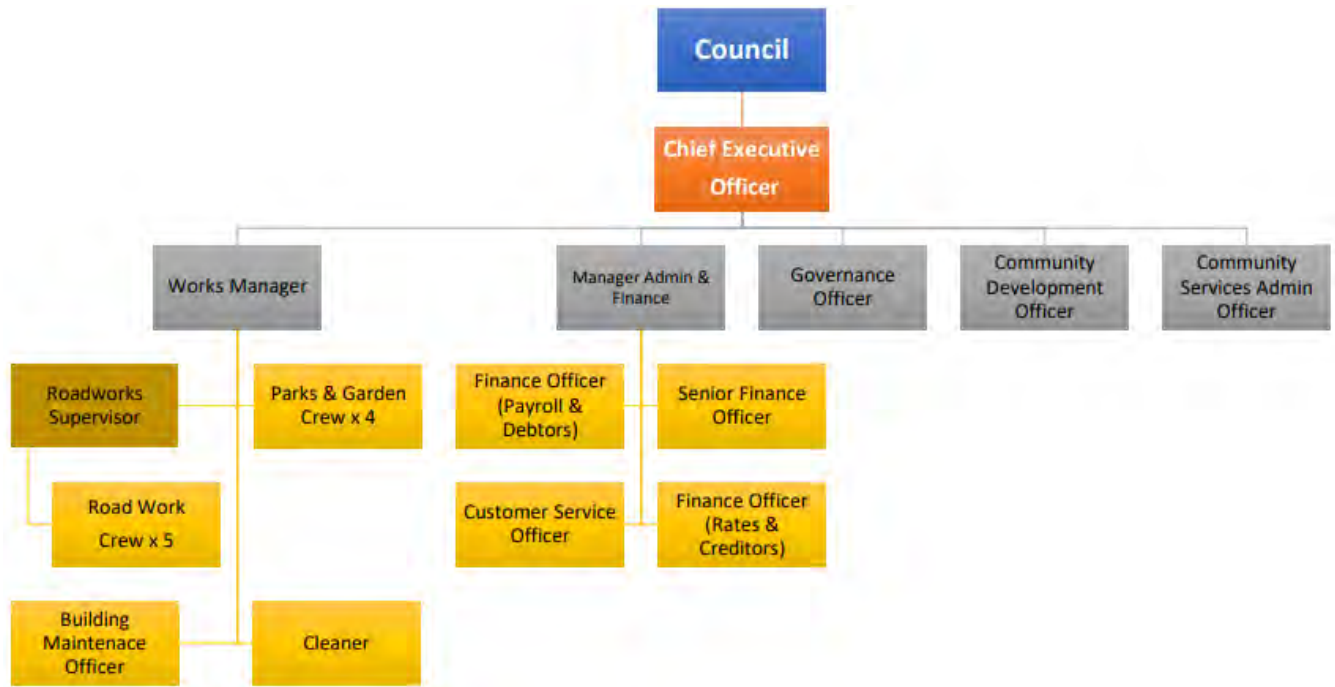 Council
Chief Executive
Officer
Works Manager
Manager Admin &
Finance
Governance
Officer
Community
Development
Officer
Community
Services Admin
Officer
Roadworks
Supervisor
Parks & Garden
Crew x 4
Finance Officer
(Payroll &
Debtors)
Senior Finance
Officer
Road Work
Crew x 5
Customer Service
Officer
Finance Officer
(Rates &
Creditors)
Building
Maintenace
Officer
Cleaner